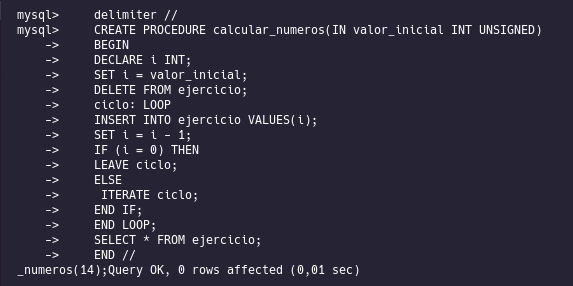 mysql>     delimiter //
mysql>     CREATE PROCEDURE calcular_numeros(IN valor_inicial INT UNSIGNED)
    ->     BEGIN
    ->     DECLARE i INT;
    ->     SET i = valor_inicial;
    ->     DELETE FROM ejercicio;
    ->     ciclo: LOOP
    ->     INSERT INTO ejercicio VALUES(i);
    ->     SET i = i - 1;
    ->     IF (i = 0) THEN
    ->     LEAVE ciclo;
    ->     ELSE
    ->      ITERATE ciclo;
    ->     END IF;
    ->     END LOOP;
    ->     SELECT * FROM ejercicio;
    ->     END //
_numeros(14);Query OK, 0 rows affected (0,01 sec)